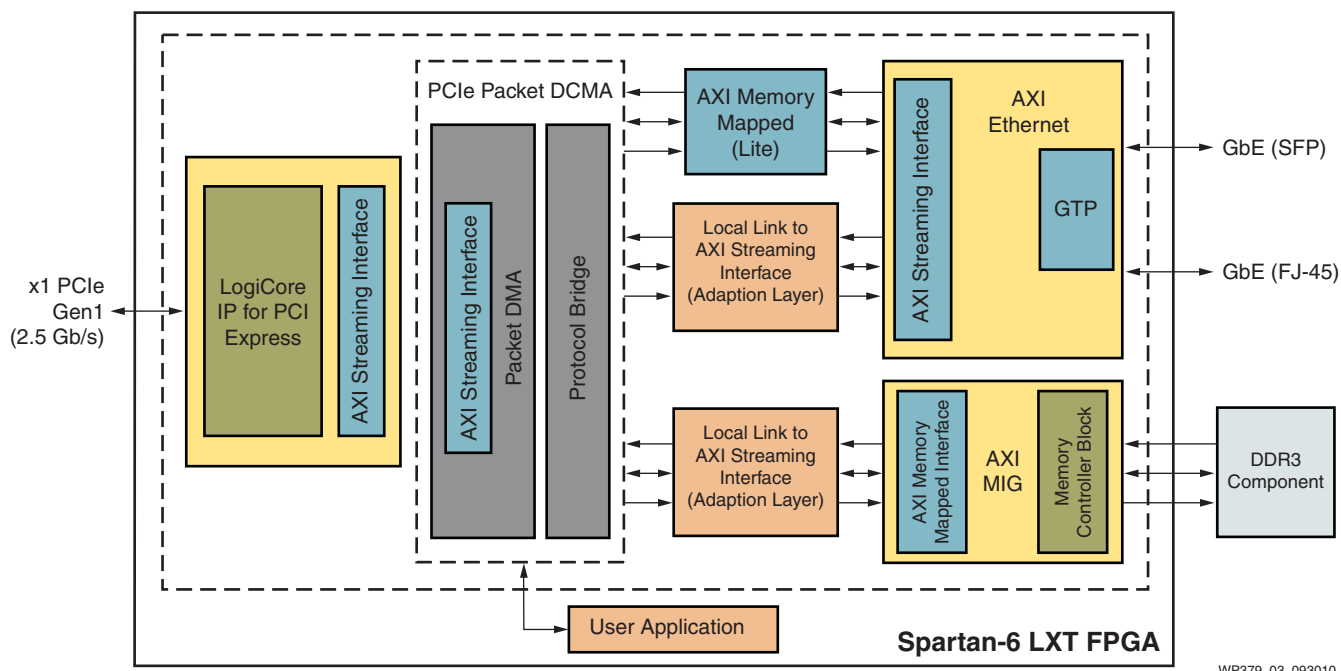 PCIe Packet DCMA
AXI Memory
Mapped
(Lite)
AXI
Ethernet
AXI Streaming Interface
GTP
GbE (SFP)
GbE (FJ-45)
x1 PCIe
Gen1
(2.5 Gb/s)
LogiCore
IP for PCI
Express
AXI Streaming Interface
AXI Streaming Interface
Packet DMA
Protocol Bridge
Local Link to
AXI Streaming
Interface
(Adaption Layer)
Local Link to
AXI Streaming
Interface
(Adaption Layer)
AXI Memory
Mapped Interface
AXI
MIG
Memory
Controller Block
DDR3
Component
User Application
Spartan-6 LXT FPGA
WP379_03_093010